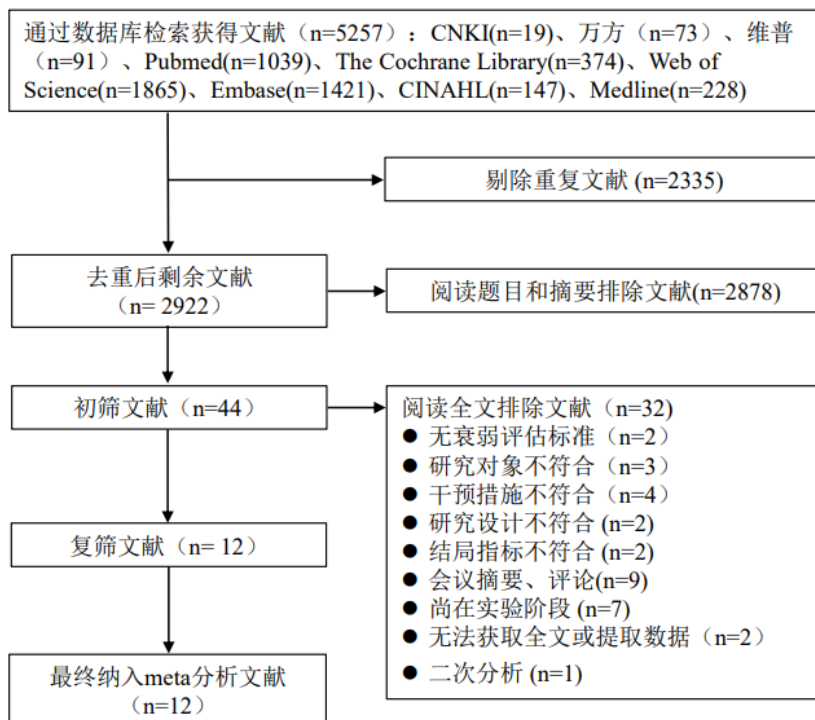 通过数据库检索获得文献（n=5257）：CNKI(n=19)、万方（n=73）、维普
（n=91）、Pubmed(n=1039)、The Cochrane Library(n=374)、Web of
Science(n=1865)、Embase(n=1421)、CINAHL(n=147)、Medline(n=228)
剔除重复文献 (n=2335)
去重后剩余文献
（n= 2922）
阅读题目和摘要排除文献(n=2878)
初筛文献（n=44）
阅读全文排除文献（n=32)
● 无衰弱评估标准（n=2）
● 研究对象不符合（n=3）
● 干预措施不符合（n=4）
● 研究设计不符合 (n=2)
● 结局指标不符合 (n=2)
● 会议摘要、评论(n=9)
● 尚在实验阶段 (n=7)
● 无法获取全文或提取数据（n=2）
● 二次分析 (n=1)
复筛文献（n= 12）
最终纳入meta分析文献
（n=12）